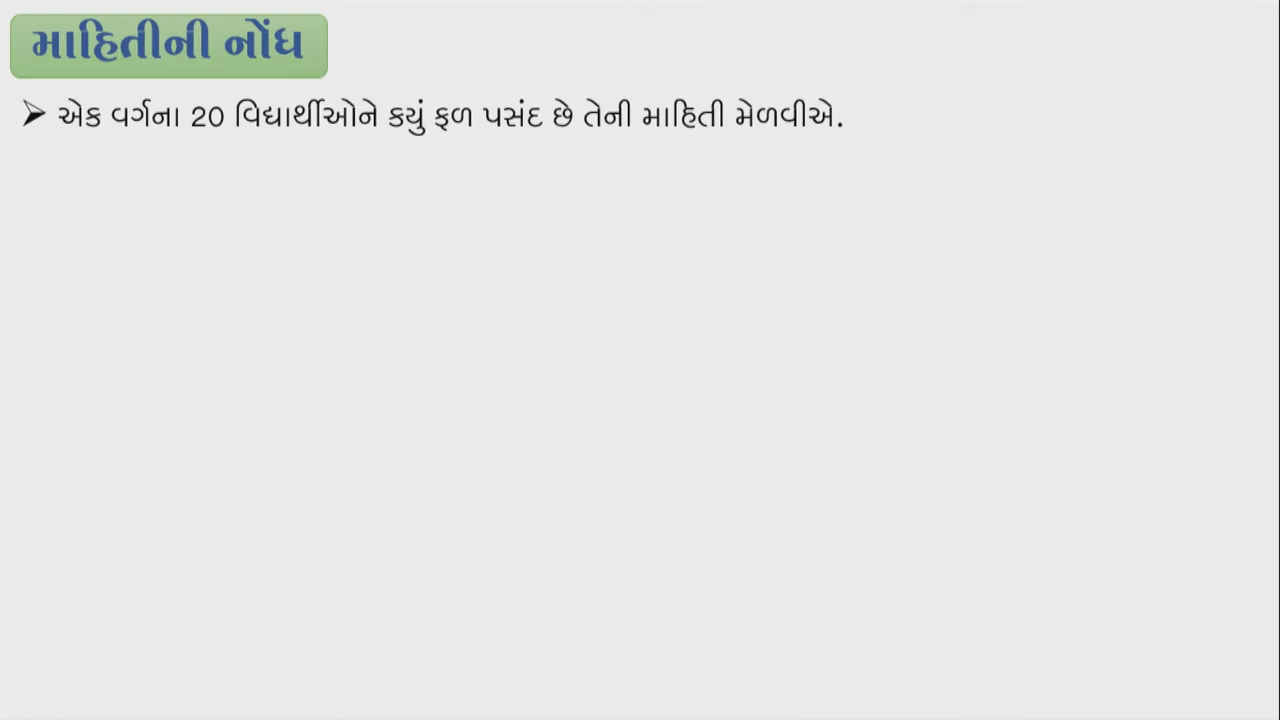 માહિતીની નોંધ
➢ એક વર્ગના 20 વિદ્યાર્થીઓને કયું ફળ પસંદ છે તેની માહિતી મેળવીએ.